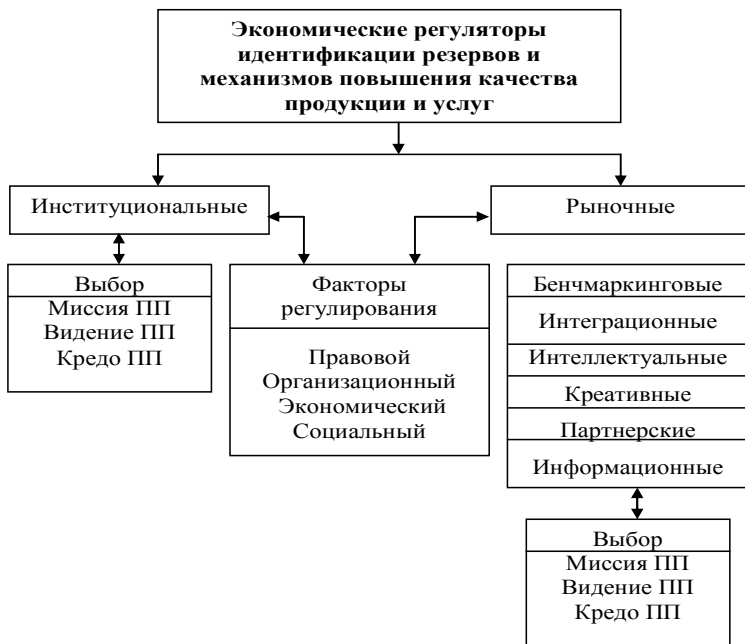 Экономические регуляторы
идентификации резервов и
механизмов повышения качества
продукции и услуг
Институциональные
Рыночные
Выбор
Миссия ПП
Видение ПП
Кредо ПП
Факторы
регулирования
Правовой
Организационный
Экономический
Социальный
Бенчмаркинговые
Интеграционные
Интеллектуальные
Креативные
Партнерские
Информационные
Выбор
Миссия ПП
Видение ПП
Кредо ПП